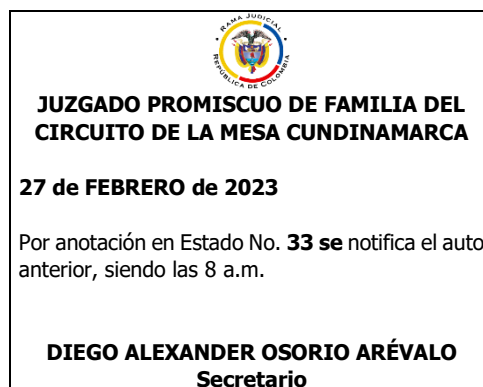 RAMA JUDICIAL
REPÚBLICA DE COLOMBIA
JUZGADO PROMISCUO DE FAMILIA DEL
CIRCUITO DE LA MESA CUNDINAMARCA
27 de FEBRERO de 2023
Por anotación en Estado No. 33 se notifica el auto
anterior, siendo las 8 a.m.
DIEGO ALEXANDER OSORIO ARÉVALO
Secretario